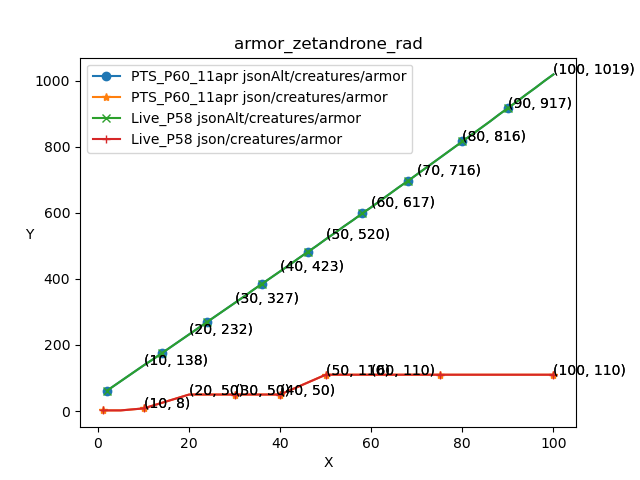 armor_zetandrone_rad
PTS_P60_11apr jsonAlt/creatures/armor
PTS_P60_11apr json/creatures/armor
Live_P58 jsonAlt/creatures/armor
Live_P58 json/creatures/armor
(100, 1019)
(90, 917)
(80, 816)
(70, 716)
(60, 617)
(50, 520)
(40, 423)
(30, 327)
(20, 232)
(10, 138)
(10, 8)
(20, 50)
(30, 50)
(40, 50)
(50, 110)
(60, 110)
(100, 110)
Y
1000
800
600
400
200
0
0 20 40 60 80 100
X